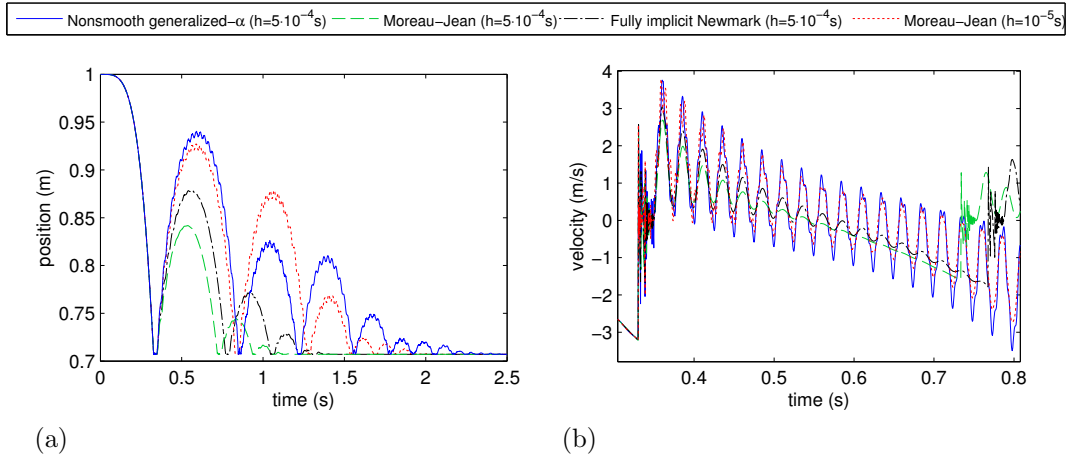 Nonsmooth generalized-α (h=5·10⁻⁴s) Moreau-Jean (h=5·10⁻⁴s) Fully implicit Newmark (h=5·10⁻⁴s) Moreau-Jean (h=10⁻⁵s)
1
0.95
0.9
0.85
0.8
0.75
0.7
0 0.5 1 1.5 2 2.5
position (m)
time (s)
(a)
4
3
2
1
0
−1
−2
−3
0.4 0.5 0.6 0.7 0.8
velocity (m/s)
time (s)
(b)